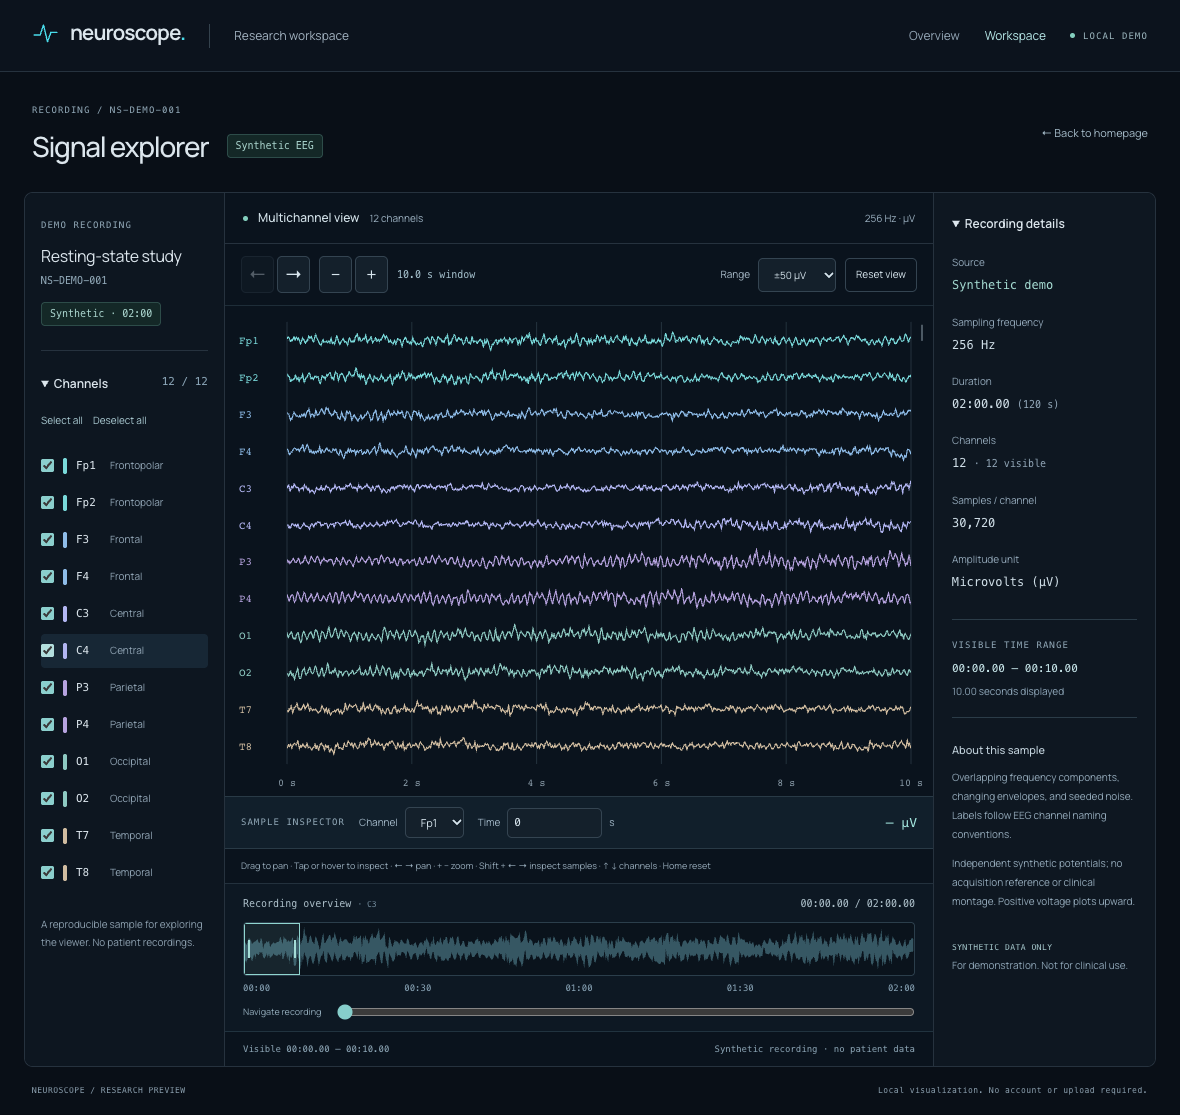 neuroscope.
Research workspace
Overview
Workspace
LOCAL DEMO
RECORDING / NS-DEMO-001
Signal explorer
Synthetic EEG
← Back to homepage
DEMO RECORDING
Resting-state study
NS-DEMO-001
Synthetic · 02:00
▼ Channels 12 / 12
Select all Deselect all
Fp1 Frontopolar
Fp2 Frontopolar
F3 Frontal
F4 Frontal
C3 Central
C4 Central
P3 Parietal
P4 Parietal
O1 Occipital
O2 Occipital
T7 Temporal
T8 Temporal
A reproducible sample for exploring
the viewer. No patient recordings.
Multichannel view 12 channels 256 Hz · µV
← → − + 10.0 s window Range ±50 µV Reset view
Fp1
Fp2
F3
F4
C3
C4
P3
P4
O1
O2
T7
T8
0 s 2 s 4 s 6 s 8 s 10 s
SAMPLE INSPECTOR Channel Fp1 Time 0 s — µV
Drag to pan · Tap or hover to inspect · ← → pan · + − zoom · Shift + ← → inspect samples · ↑ ↓ channels · Home reset
Recording overview · C3 00:00.00 / 02:00.00
00:00 00:30 01:00 01:30 02:00
Navigate recording
Visible 00:00.00 — 00:10.00 Synthetic recording · no patient data
▼ Recording details
Source
Synthetic demo
Sampling frequency
256 Hz
Duration
02:00.00 (120 s)
Channels
12 · 12 visible
Samples / channel
30,720
Amplitude unit
Microvolts (µV)
VISIBLE TIME RANGE
00:00.00 — 00:10.00
10.00 seconds displayed
About this sample
Overlapping frequency components,
changing envelopes, and seeded noise.
Labels follow EEG channel naming
conventions.
Independent synthetic potentials; no
acquisition reference or clinical
montage. Positive voltage plots upward.
SYNTHETIC DATA ONLY
For demonstration. Not for clinical use.
NEUROSCOPE / RESEARCH PREVIEW
Local visualization. No account or upload required.